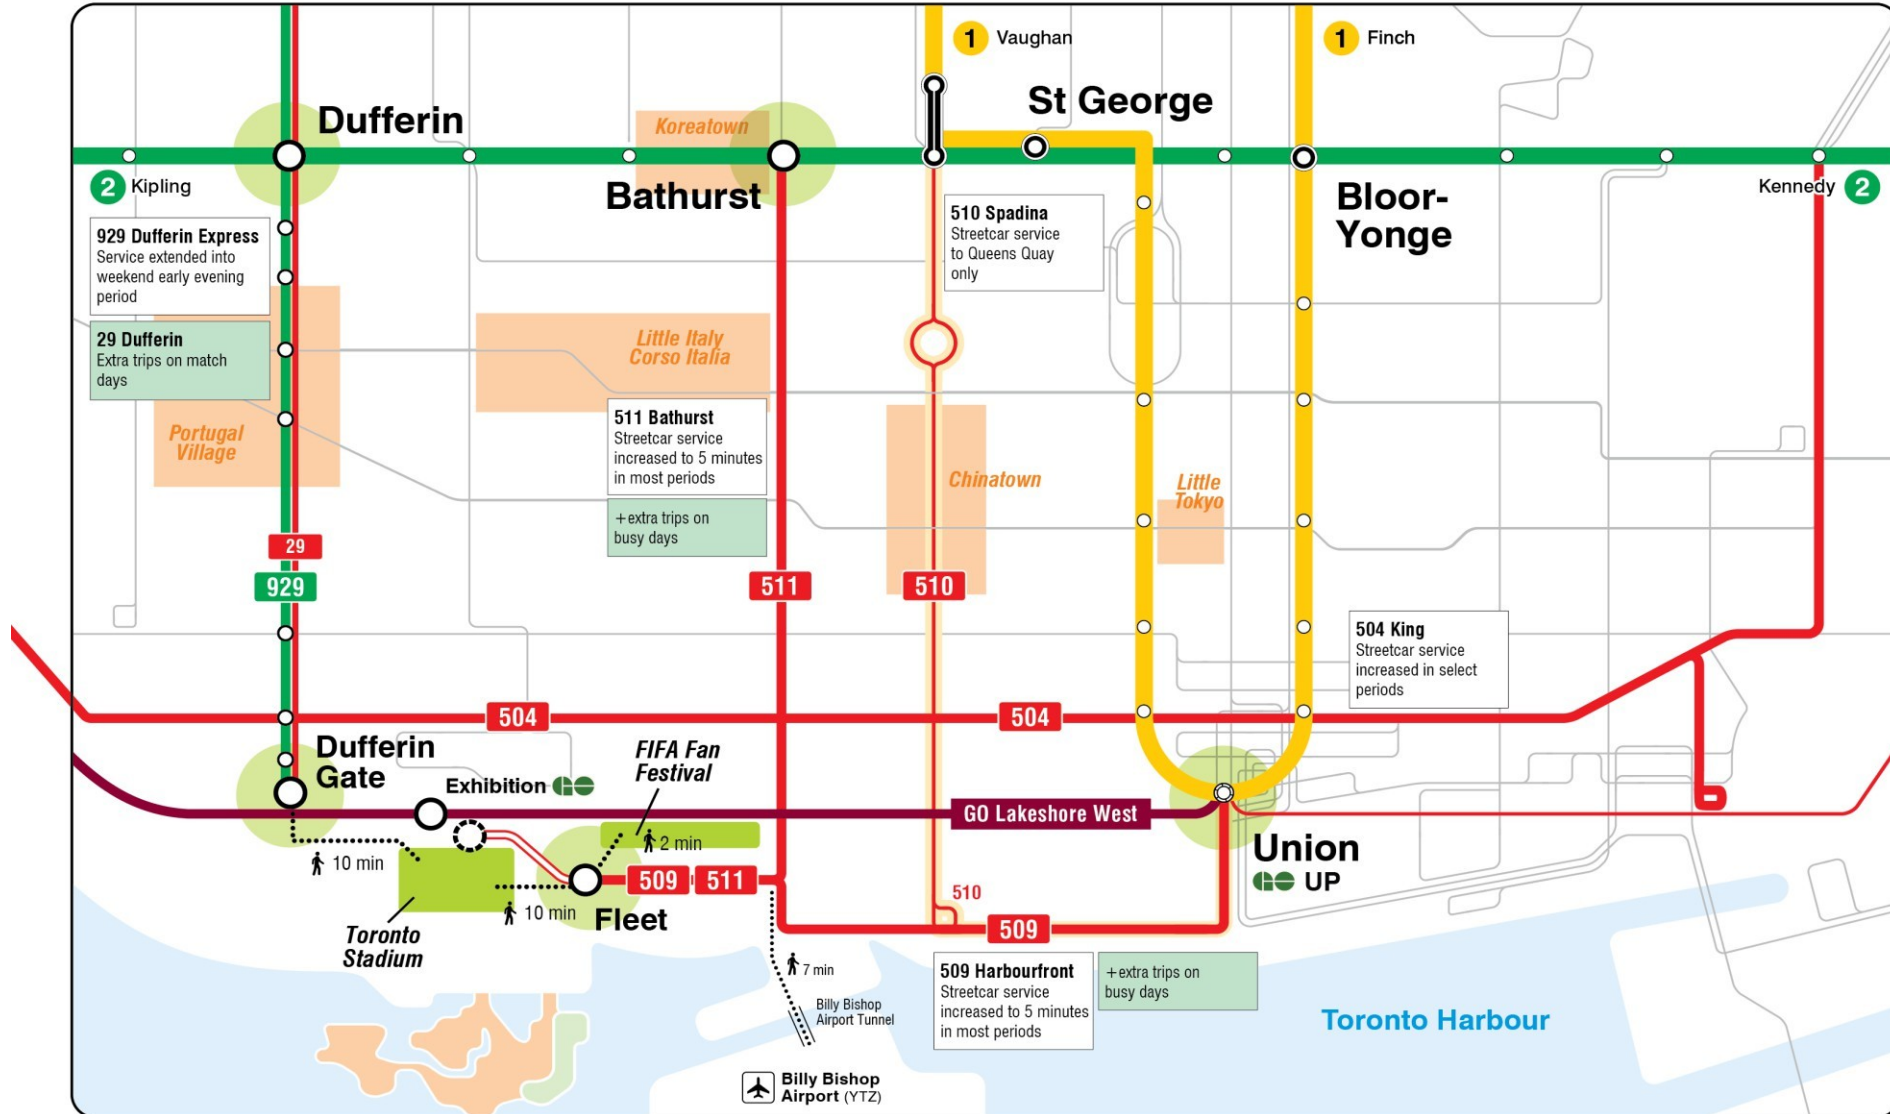 1 Vaughan
1 Finch
Dufferin
Koreatown
St George
2 Kipling
Bathurst
Bloor-
Yonge
Kennedy 2
929 Dufferin Express
Service extended into
weekend early evening
period
29 Dufferin
Extra trips on match
days
510 Spadina
Streetcar service
to Queens Quay
only
Little Italy
Corso Italia
Portugal
Village
511 Bathurst
Streetcar service
increased to 5 minutes
in most periods
+extra trips on
busy days
Chinatown
Little
Tokyo
29
929
511
510
504 King
Streetcar service
increased in select
periods
504
504
Dufferin
Gate
Exhibition GO
FIFA Fan
Festival
GO Lakeshore West
2 min
10 min
Union
GO UP
509
511
510
10 min
Fleet
509
Toronto
Stadium
7 min
Billy Bishop
Airport Tunnel
509 Harbourfront
Streetcar service
increased to 5 minutes
in most periods
+extra trips on
busy days
Toronto Harbour
Billy Bishop
Airport (YTZ)